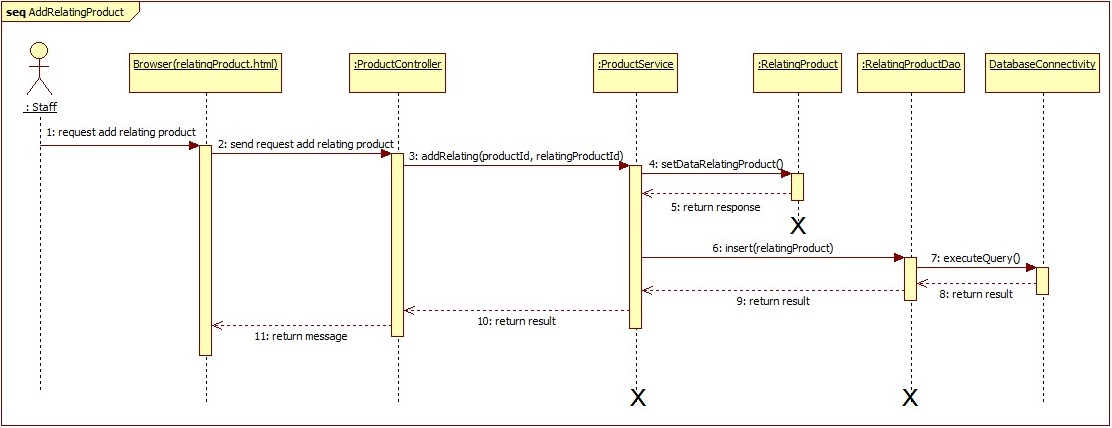 seq AddRelatingProduct
: Staff
Browser(relatingProduct.html)
:ProductController
:ProductService
:RelatingProduct
:RelatingProductDao
DatabaseConnectivity
1: request add relating product
2: send request add relating product
3: addRelating(productId, relatingProductId)
4: setDataRelatingProduct()
5: return response
X
6: insert(relatingProduct)
7: executeQuery()
8: return result
9: return result
10: return result
11: return message
X
X